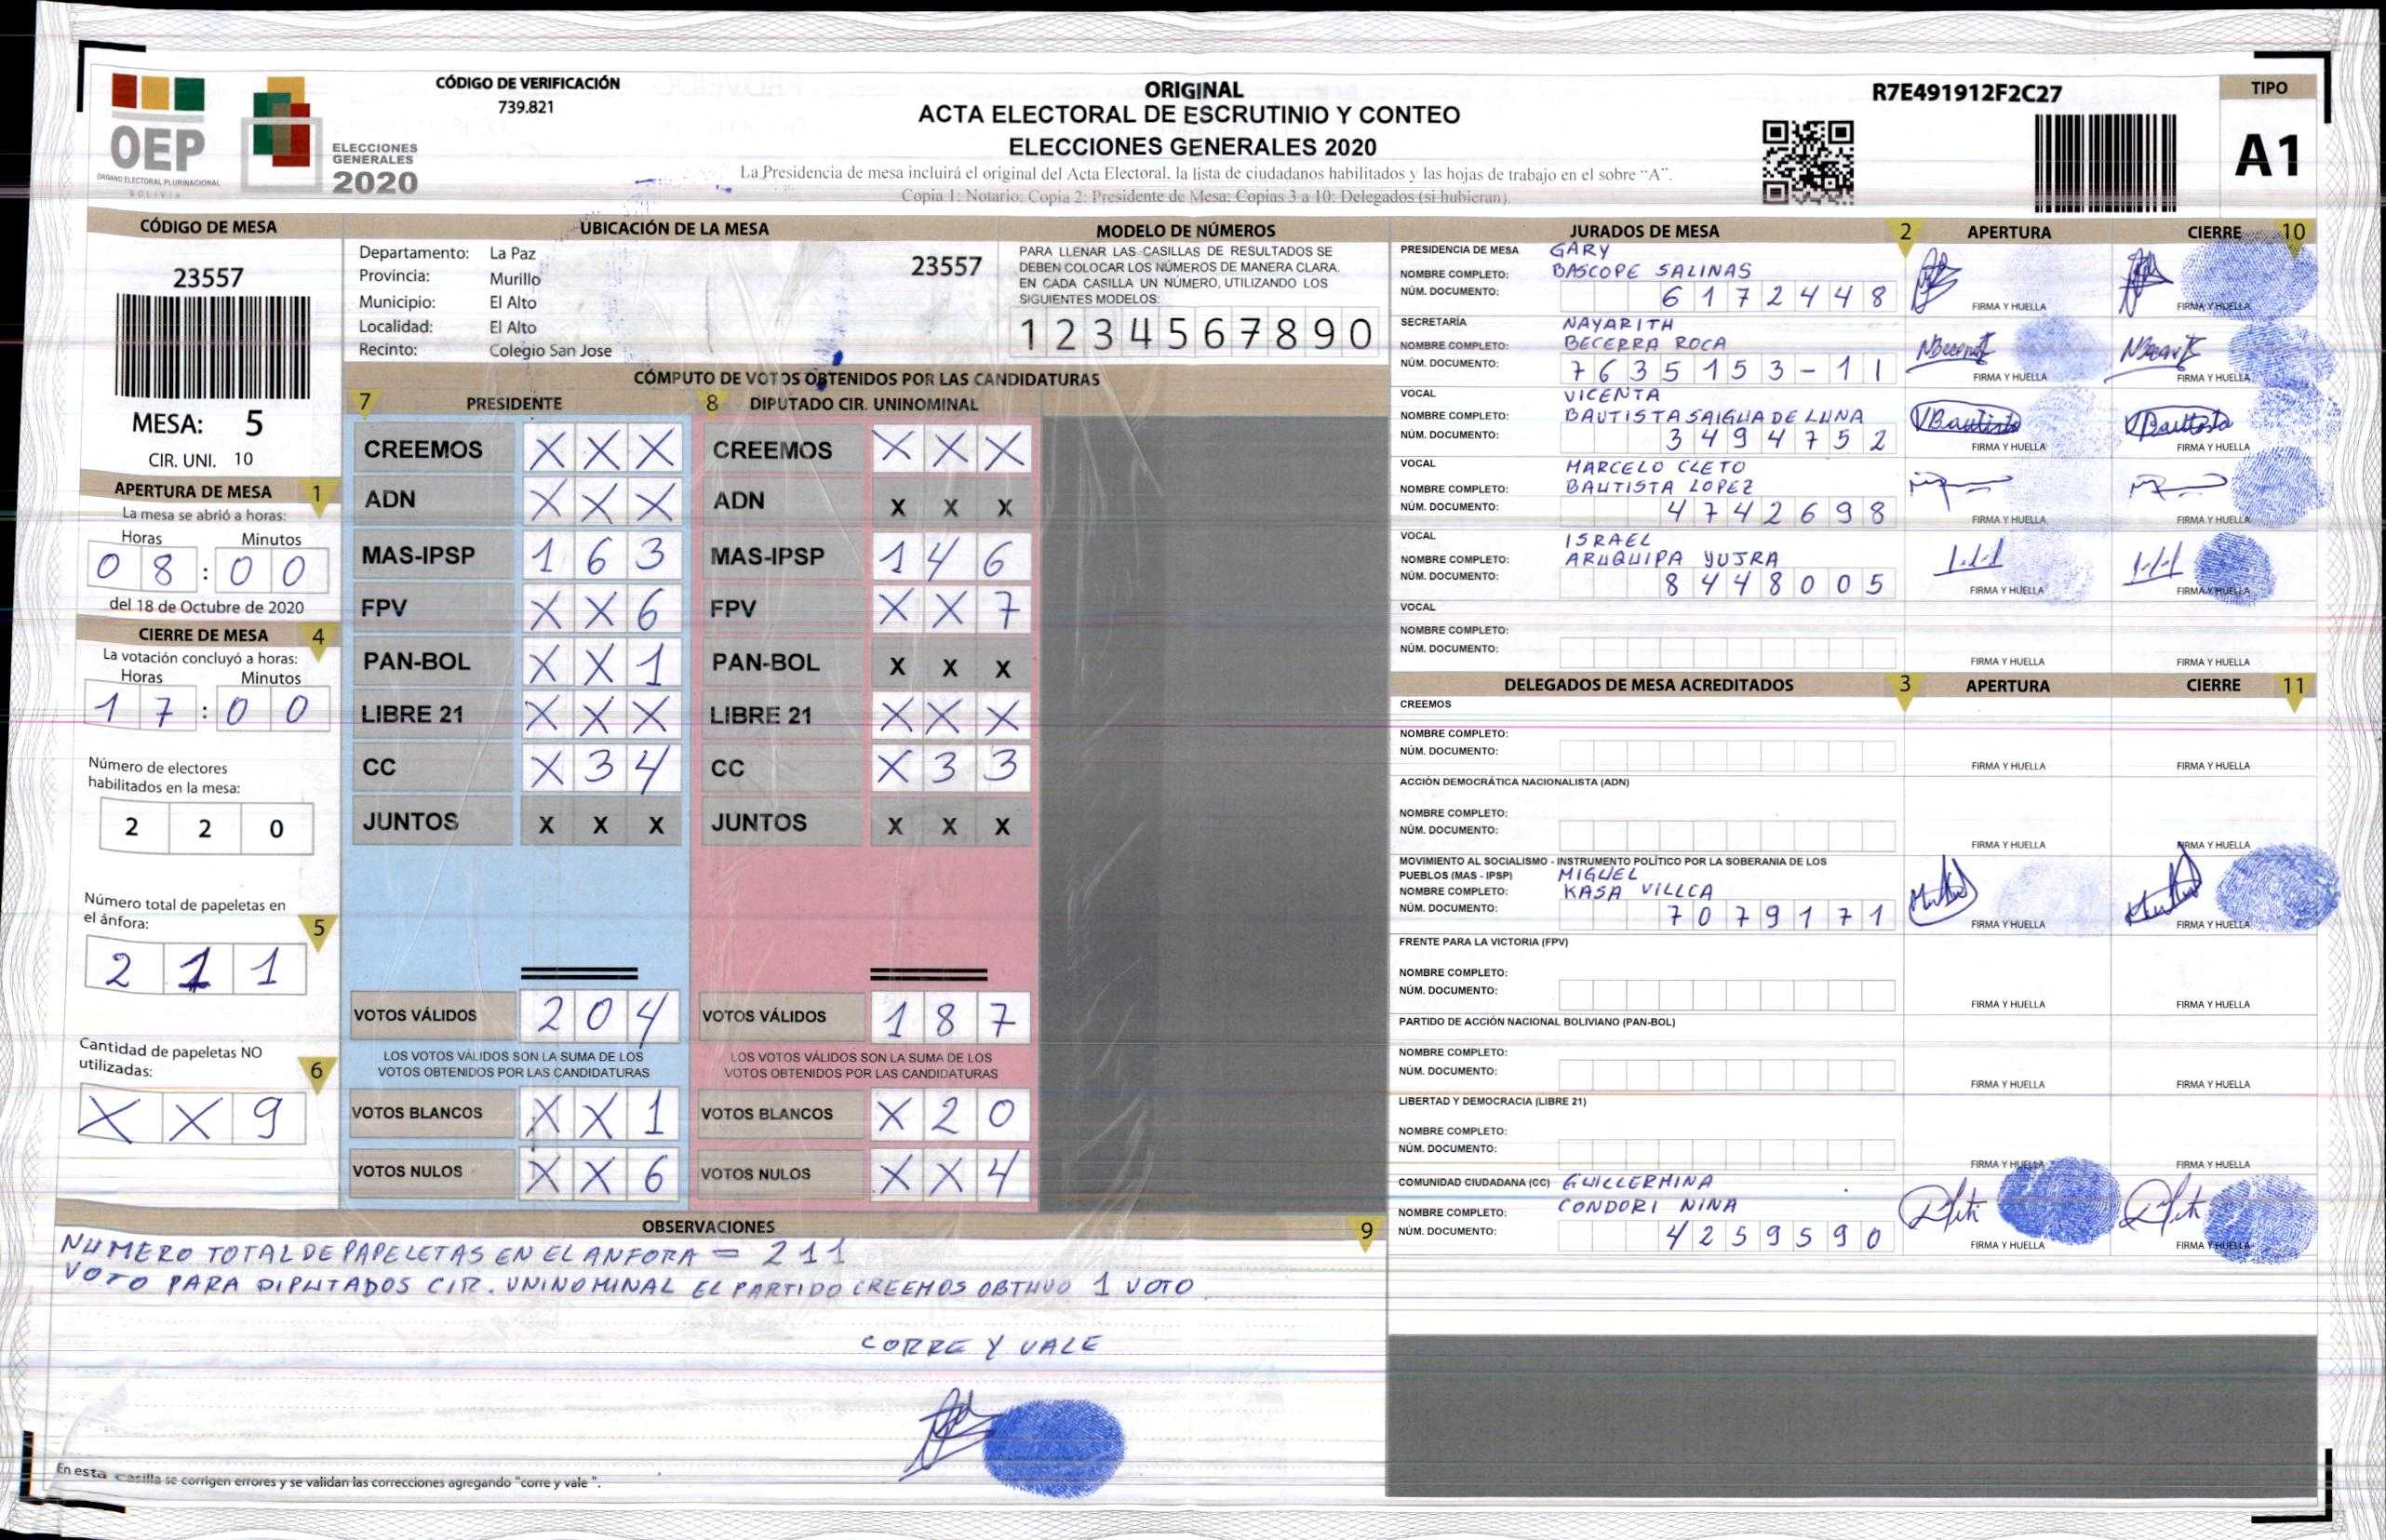 OEP
ÓRGANO ELECTORAL PLURINACIONAL
BOLIVIA
ELECCIONES
GENERALES
2020
CÓDIGO DE VERIFICACIÓN
739.821
ORIGINAL
ACTA ELECTORAL DE ESCRUTINIO Y CONTEO
ELECCIONES GENERALES 2020
La Presidencia de mesa incluirá el original del Acta Electoral, la lista de ciudadanos habilitados y las hojas de trabajo en el sobre “A”.
Copia 1: Notario, Copia 2: Presidente de Mesa; Copias 3 a 10: Delegados (si hubieran).
R7E491912F2C27
TIPO
A1
CÓDIGO DE MESA
23557
MESA: 5
CIR. UNI. 10
APERTURA DE MESA 1
La mesa se abrió a horas:
Horas Minutos
0 8 : 0 0
del 18 de Octubre de 2020
CIERRE DE MESA 4
La votación concluyó a horas:
Horas Minutos
1 7 : 0 0
Número de electores
habilitados en la mesa:
2 2 0
Número total de papeletas en
el ánfora: 5
2 1 1
Cantidad de papeletas NO
utilizadas: 6
X X 9
UBICACIÓN DE LA MESA
Departamento: La Paz
Provincia: Murillo
Municipio: El Alto
Localidad: El Alto
Recinto: Colegio San Jose
23557
MODELO DE NÚMEROS
PARA LLENAR LAS CASILLAS DE RESULTADOS SE
DEBEN COLOCAR LOS NÚMEROS DE MANERA CLARA.
EN CADA CASILLA UN NÚMERO, UTILIZANDO LOS
SIGUIENTES MODELOS:
1 2 3 4 5 6 7 8 9 0
CÓMPUTO DE VOTOS OBTENIDOS POR LAS CANDIDATURAS
7 PRESIDENTE 8 DIPUTADO CIR. UNINOMINAL
CREEMOS X X X CREEMOS X X X
ADN X X X ADN X X X
MAS-IPSP 1 6 3 MAS-IPSP 1 4 6
FPV X X 6 FPV X X 7
PAN-BOL X X 1 PAN-BOL X X X
LIBRE 21 X X X LIBRE 21 X X X
CC X 3 4 CC X 3 3
JUNTOS X X X JUNTOS X X X
VOTOS VÁLIDOS 2 0 4 VOTOS VÁLIDOS 1 8 7
LOS VOTOS VÁLIDOS SON LA SUMA DE LOS LOS VOTOS VÁLIDOS SON LA SUMA DE LOS
VOTOS OBTENIDOS POR LAS CANDIDATURAS VOTOS OBTENIDOS POR LAS CANDIDATURAS
VOTOS BLANCOS X X 1 VOTOS BLANCOS X 2 0
VOTOS NULOS X X 6 VOTOS NULOS X X 4
OBSERVACIONES 9
NUMERO TOTAL DE PAPELETAS EN EL ANFORA = 211
VOTO PARA DIPUTADOS CIR. UNINOMINAL EL PARTIDO CREEMOS OBTUVO 1 VOTO
CORRE Y VALE
En esta casilla se corrigen errores y se validan las correcciones agregando "corre y vale ".
JURADOS DE MESA 2 APERTURA CIERRE 10
PRESIDENCIA DE MESA GARY
NOMBRE COMPLETO: BASCOPE SALINAS
NÚM. DOCUMENTO: 6 1 7 2 4 4 8
FIRMA Y HUELLA FIRMA Y HUELLA
SECRETARÍA NAYARITH
NOMBRE COMPLETO: BECERRA ROCA
NÚM. DOCUMENTO: 7 6 3 5 1 5 3 - 1 1
FIRMA Y HUELLA FIRMA Y HUELLA
VOCAL VICENTA
NOMBRE COMPLETO: BAUTISTA SAIGUA DE LUNA
NÚM. DOCUMENTO: 3 4 9 4 7 5 2
VBautista VBautista
FIRMA Y HUELLA FIRMA Y HUELLA
VOCAL MARCELO CLETO
NOMBRE COMPLETO: BAUTISTA LOPEZ
NÚM. DOCUMENTO: 4 7 4 2 6 9 8
FIRMA Y HUELLA FIRMA Y HUELLA
VOCAL ISRAEL
NOMBRE COMPLETO: ARUQUIPA YUJRA
NÚM. DOCUMENTO: 8 4 4 8 0 0 5
FIRMA Y HUELLA FIRMA Y HUELLA
VOCAL
NOMBRE COMPLETO:
NÚM. DOCUMENTO:
FIRMA Y HUELLA FIRMA Y HUELLA
DELEGADOS DE MESA ACREDITADOS 3 APERTURA CIERRE 11
CREEMOS
NOMBRE COMPLETO:
NÚM. DOCUMENTO:
FIRMA Y HUELLA FIRMA Y HUELLA
ACCIÓN DEMOCRÁTICA NACIONALISTA (ADN)
NOMBRE COMPLETO:
NÚM. DOCUMENTO:
FIRMA Y HUELLA FIRMA Y HUELLA
MOVIMIENTO AL SOCIALISMO - INSTRUMENTO POLÍTICO POR LA SOBERANIA DE LOS
PUEBLOS (MAS - IPSP) MIGUEL
NOMBRE COMPLETO: KASA VILLCA
NÚM. DOCUMENTO: 7 0 7 9 1 7 1
FIRMA Y HUELLA FIRMA Y HUELLA
FRENTE PARA LA VICTORIA (FPV)
NOMBRE COMPLETO:
NÚM. DOCUMENTO:
FIRMA Y HUELLA FIRMA Y HUELLA
PARTIDO DE ACCIÓN NACIONAL BOLIVIANO (PAN-BOL)
NOMBRE COMPLETO:
NÚM. DOCUMENTO:
FIRMA Y HUELLA FIRMA Y HUELLA
LIBERTAD Y DEMOCRACIA (LIBRE 21)
NOMBRE COMPLETO:
NÚM. DOCUMENTO:
FIRMA Y HUELLA FIRMA Y HUELLA
COMUNIDAD CIUDADANA (CC) GUILLERMINA
NOMBRE COMPLETO: CONDORI NINA
NÚM. DOCUMENTO: 4 2 5 9 5 9 0
FIRMA Y HUELLA FIRMA Y HUELLA